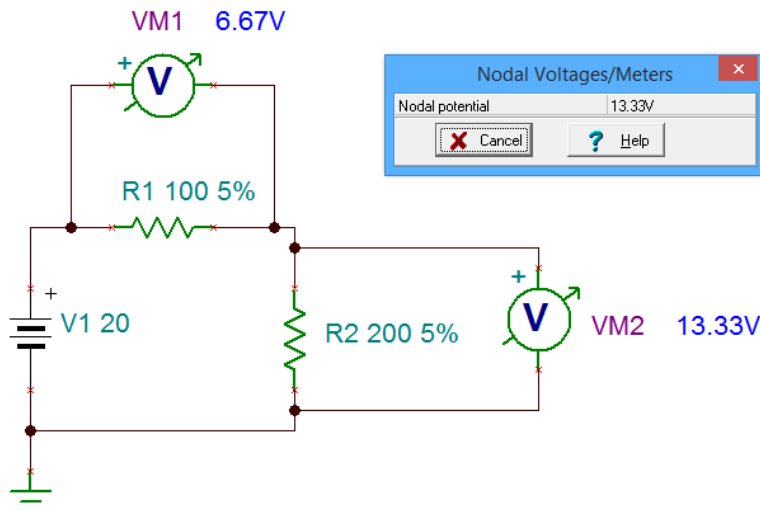 VM1 6.67V
+
V
Nodal Voltages/Meters
Nodal potential 13.33V
Cancel
? Help
R1 100 5%
+
V1 20
R2 200 5%
+
V
VM2 13.33V